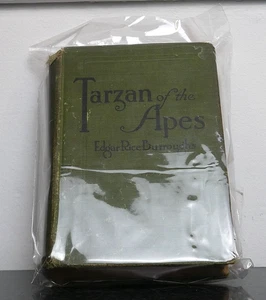 Tarzan of the
Apes
Edgar Rice Burroughs